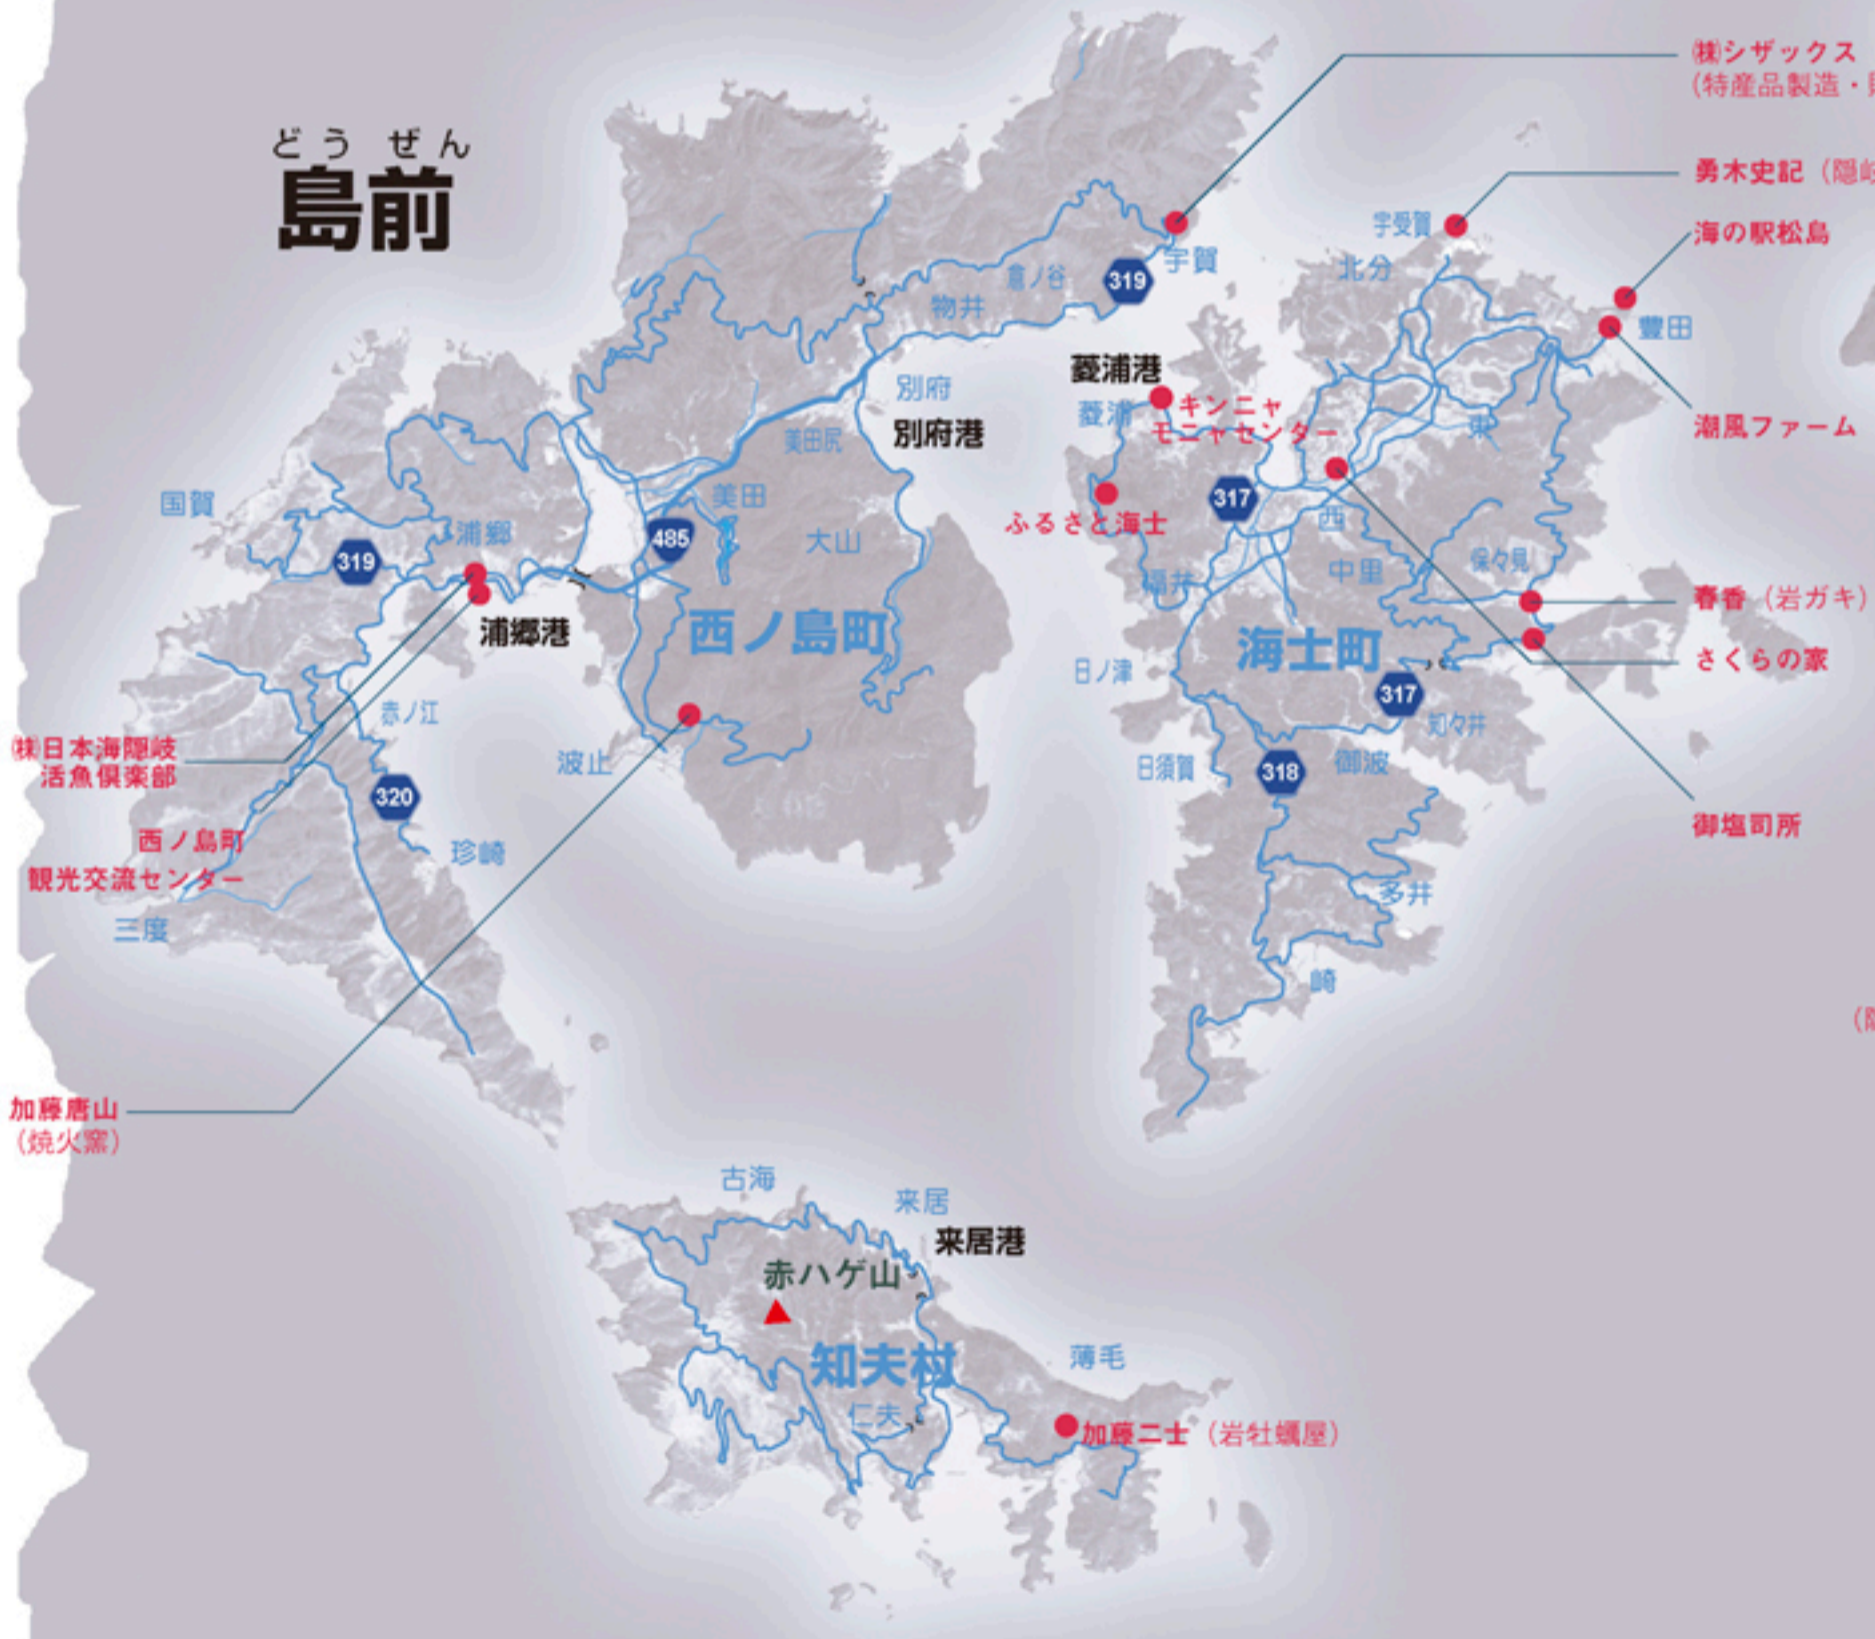 どう ぜん
島前
㈱シザックス
(特産品製造・
勇木史記（隠岐
海の駅松島
宇受賀
北分
豊田
潮風ファーム
宇賀
319
倉ノ谷
物井
菱浦港
菱浦
キンニャ
モニャセンター
別府
別府港
美田尻
東
国賀
浦郷
319
美田
485
大山
ふるさと海士
317
西
中里
保々見
福井
春香（岩ガキ）
さくらの家
浦郷港
西ノ島町
海士町
日ノ津
317
知々井
赤ノ江
㈱日本海隠岐
活魚倶楽部
波止
日須賀
318
御波
320
御塩司所
西ノ島町
観光交流センター
珍崎
三度
多井
崎
（隠
加藤唐山
（焼火窯）
古海
来居
来居港
赤ハゲ山
知夫村
薄毛
仁夫
加藤二士（岩牡蠣屋）